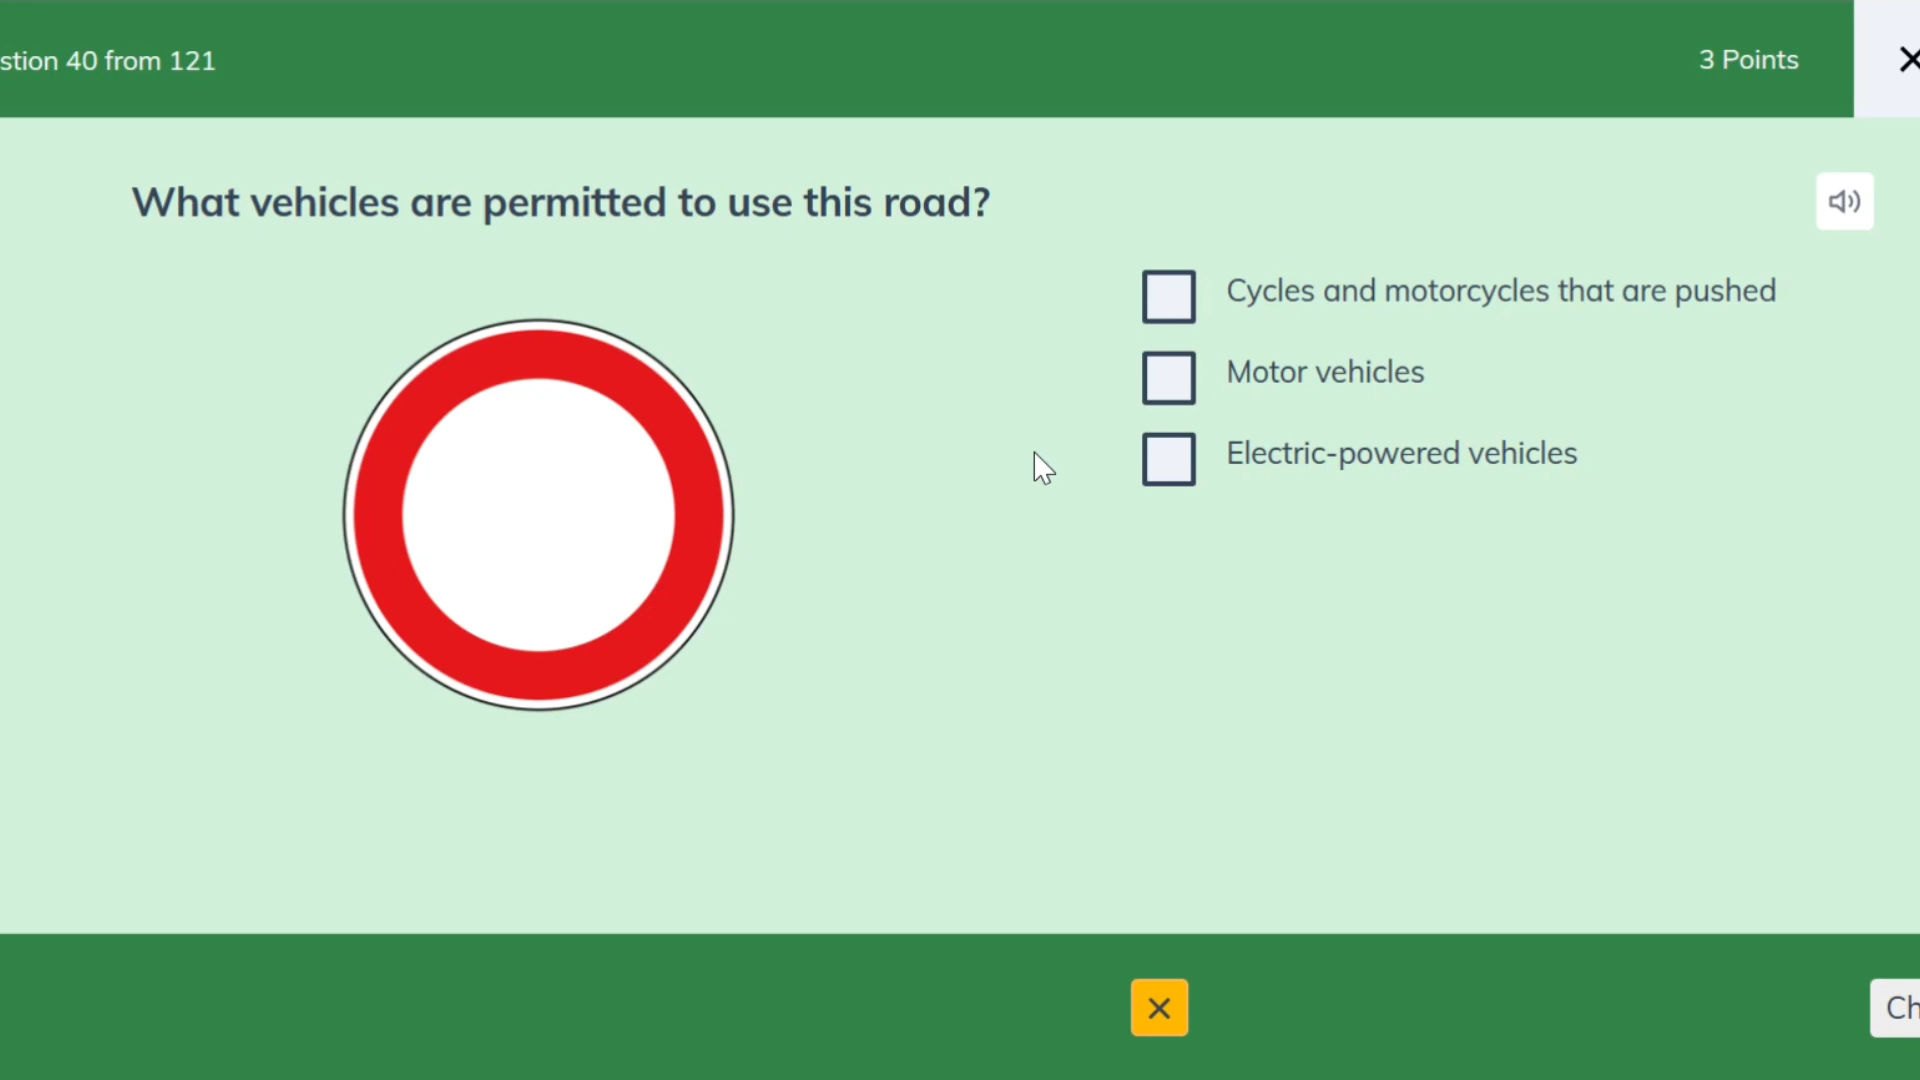 stion 40 from 121
3 Points
What vehicles are permitted to use this road?
Cycles and motorcycles that are pushed
Motor vehicles
Electric-powered vehicles
Ch